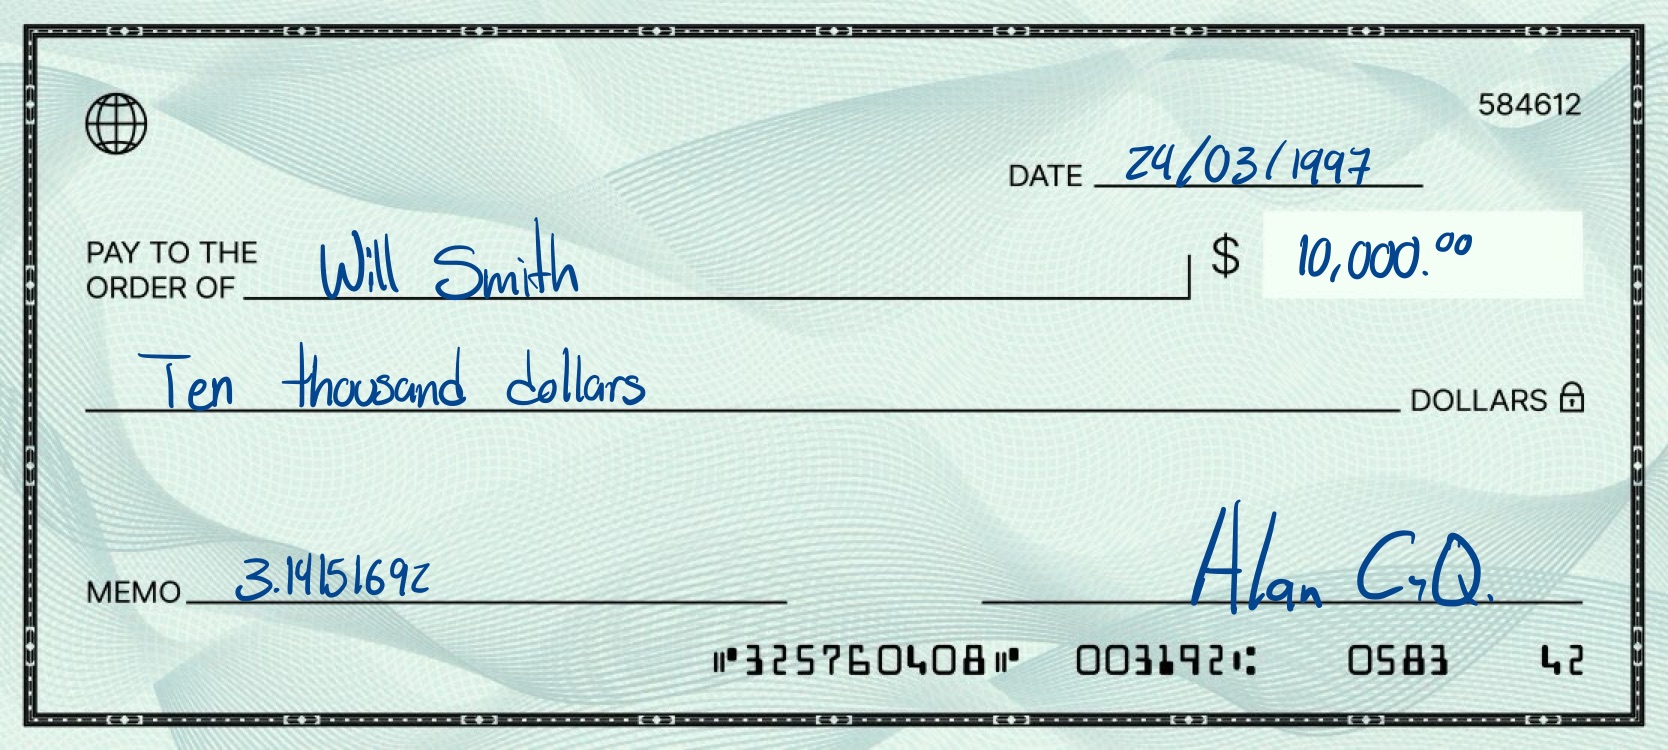 584612
DATE 24/03/1997
PAY TO THE
ORDER OF Will Smith $ 10,000.00
Ten thousand dollars DOLLARS
MEMO 3.14151692 Alan GQ.
⑈325760408⑈ 003192⑆ 0583 42